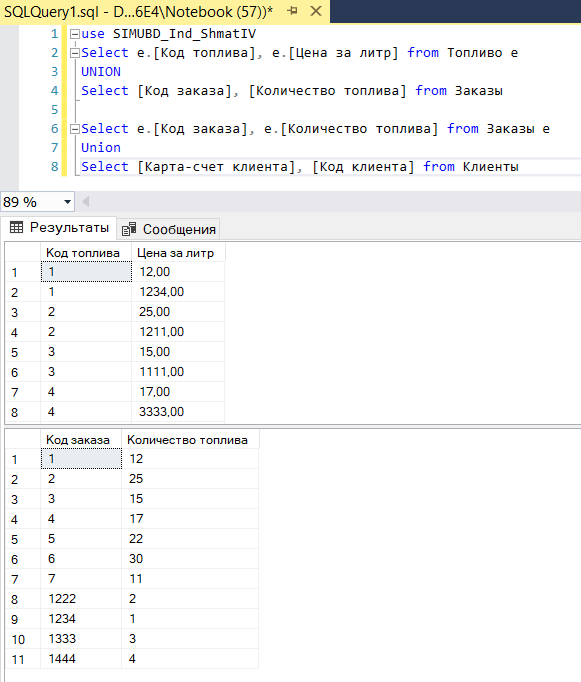 SQLQuery1.sql - D...6E4\Notebook (57))*
1 use SIMUBD_Ind_ShmatIV
2 Select e.[Код топлива], e.[Цена за литр] from Топливо e
3 UNION
4 Select [Код заказа], [Количество топлива] from Заказы
5
6 Select e.[Код заказа], e.[Количество топлива] from Заказы e
7 Union
8 Select [Карта-счет клиента], [Код клиента] from Клиенты
89 %
Результаты Сообщения
Код топлива Цена за литр
1 1 12,00
2 1 1234,00
3 2 25,00
4 2 1211,00
5 3 15,00
6 3 1111,00
7 4 17,00
8 4 3333,00
Код заказа Количество топлива
1 1 12
2 2 25
3 3 15
4 4 17
5 5 22
6 6 30
7 7 11
8 1222 2
9 1234 1
10 1333 3
11 1444 4